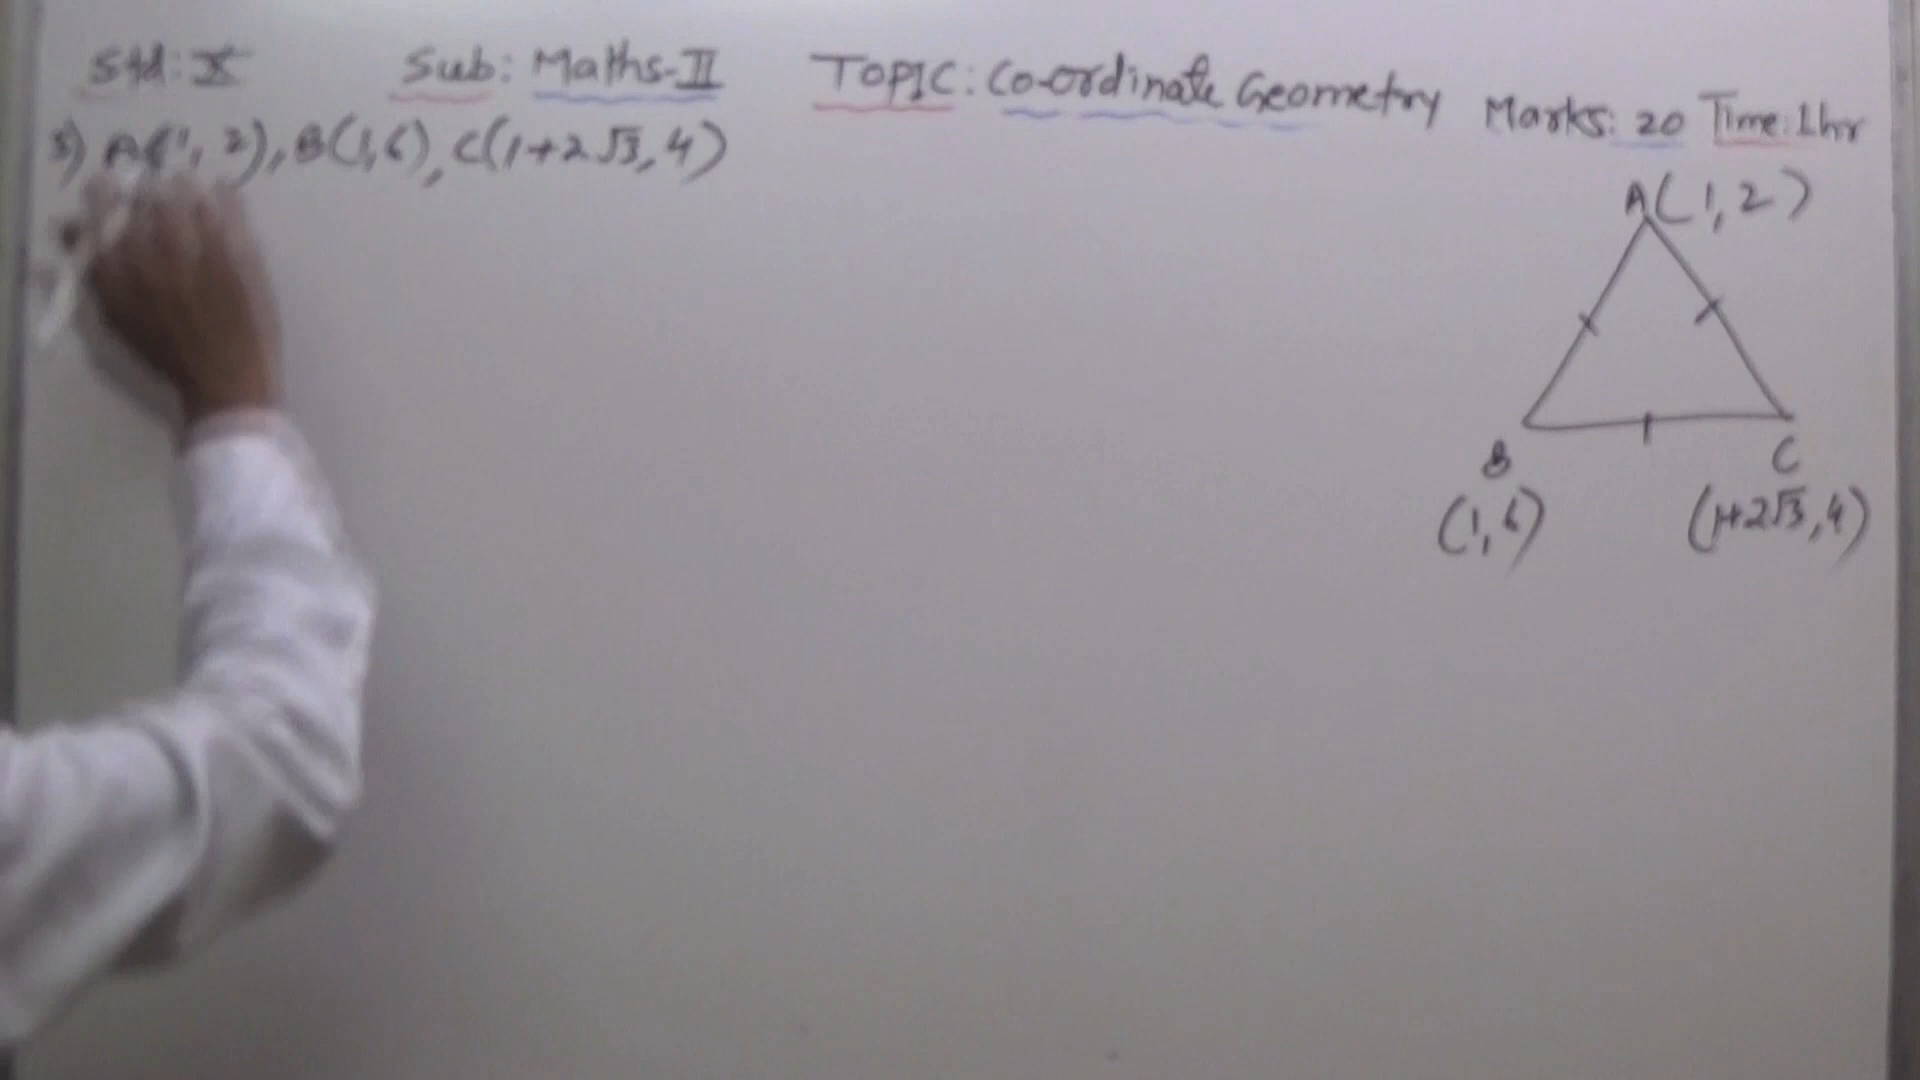 Std: X Sub: Maths-II TOPIC: Co-ordinate Geometry Marks: 20 Time: 1hr
3) A(1, 2), B(1,6), C(1+2√3, 4)
A(1,2)
B C
(1,6) (1+2√3,4)